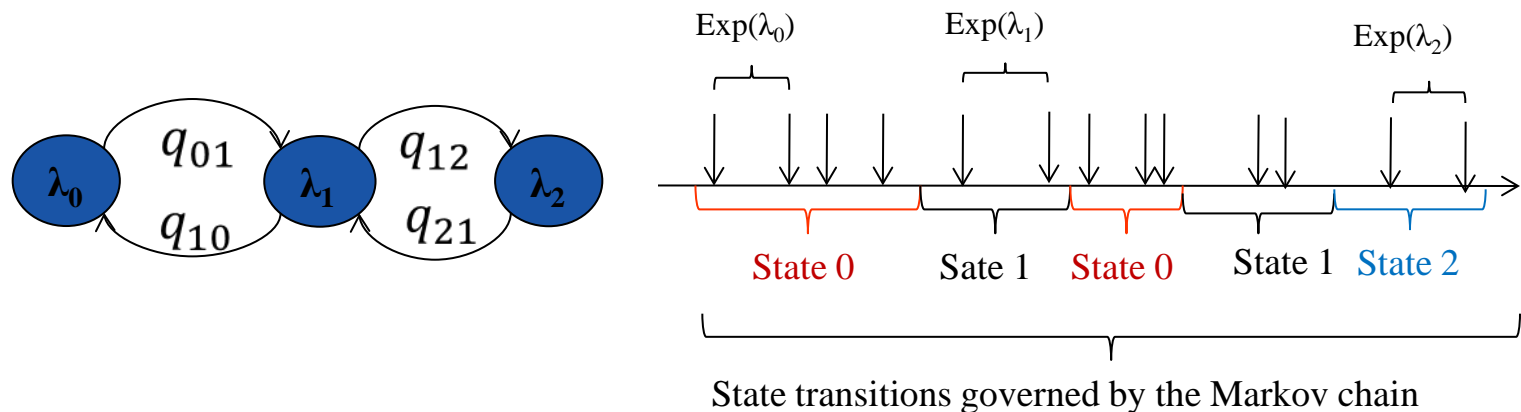 λ₀
q₀₁
q₁₀
λ₁
q₁₂
q₂₁
λ₂
Exp(λ₀)
Exp(λ₁)
Exp(λ₂)
State 0
Sate 1
State 0
State 1
State 2
State transitions governed by the Markov chain